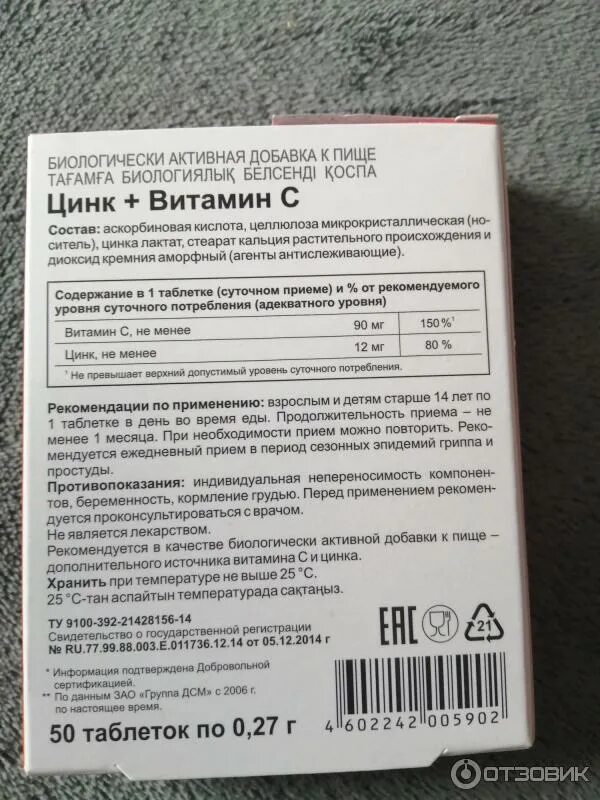 БИОЛОГИЧЕСКИ АКТИВНАЯ ДОБАВКА К ПИЩЕ
ТАҒАМҒА БИОЛОГИЯЛЫҚ БЕЛСЕНДІ ҚОСПА
Цинк + Витамин С
Состав: аскорбиновая кислота, целлюлоза микрокристаллическая (но-
ситель), цинка лактат, стеарат кальция растительного происхождения и
диоксид кремния аморфный (агенты антислеживающие).
Содержание в 1 таблетке (суточном приеме) и % от рекомендуемого
уровня суточного потребления (адекватного уровня)
Витамин С, не менее 90 мг 150 %¹
Цинк, не менее 12 мг 80 %
¹ Не превышает верхний допустимый уровень суточного потребления.
Рекомендации по применению: взрослым и детям старше 14 лет по
1 таблетке в день во время еды. Продолжительность приема – не
менее 1 месяца. При необходимости прием можно повторить. Реко-
мендуется ежедневный прием в период сезонных эпидемий гриппа и
простуды.
Противопоказания: индивидуальная непереносимость компонен-
тов, беременность, кормление грудью. Перед применением рекомен-
дуется проконсультироваться с врачом.
Не является лекарством.
Рекомендуется в качестве биологически активной добавки к пище –
дополнительного источника витамина С и цинка.
Хранить при температуре не выше 25 °С.
25 °С-тан аспайтын температурада сақтаңыз.
ТУ 9100-392-21428156-14
Свидетельство о государственной регистрации
№ RU.77.99.88.003.Е.011736.12.14 от 05.12.2014 г
EAC
21
* Информация подтверждена Добровольной
сертификацией.
** По данным ЗАО «Группа ДСМ» с 2006 г.
по настоящее время.
50 таблеток по 0,27 г
4 602242 005902
ОТЗОВИК